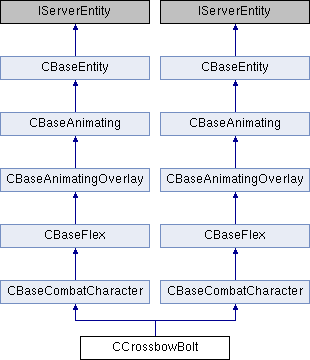 IServerEntity IServerEntity
CBaseEntity CBaseEntity
CBaseAnimating CBaseAnimating
CBaseAnimatingOverlay CBaseAnimatingOverlay
CBaseFlex CBaseFlex
CBaseCombatCharacter CBaseCombatCharacter
CCrossbowBolt